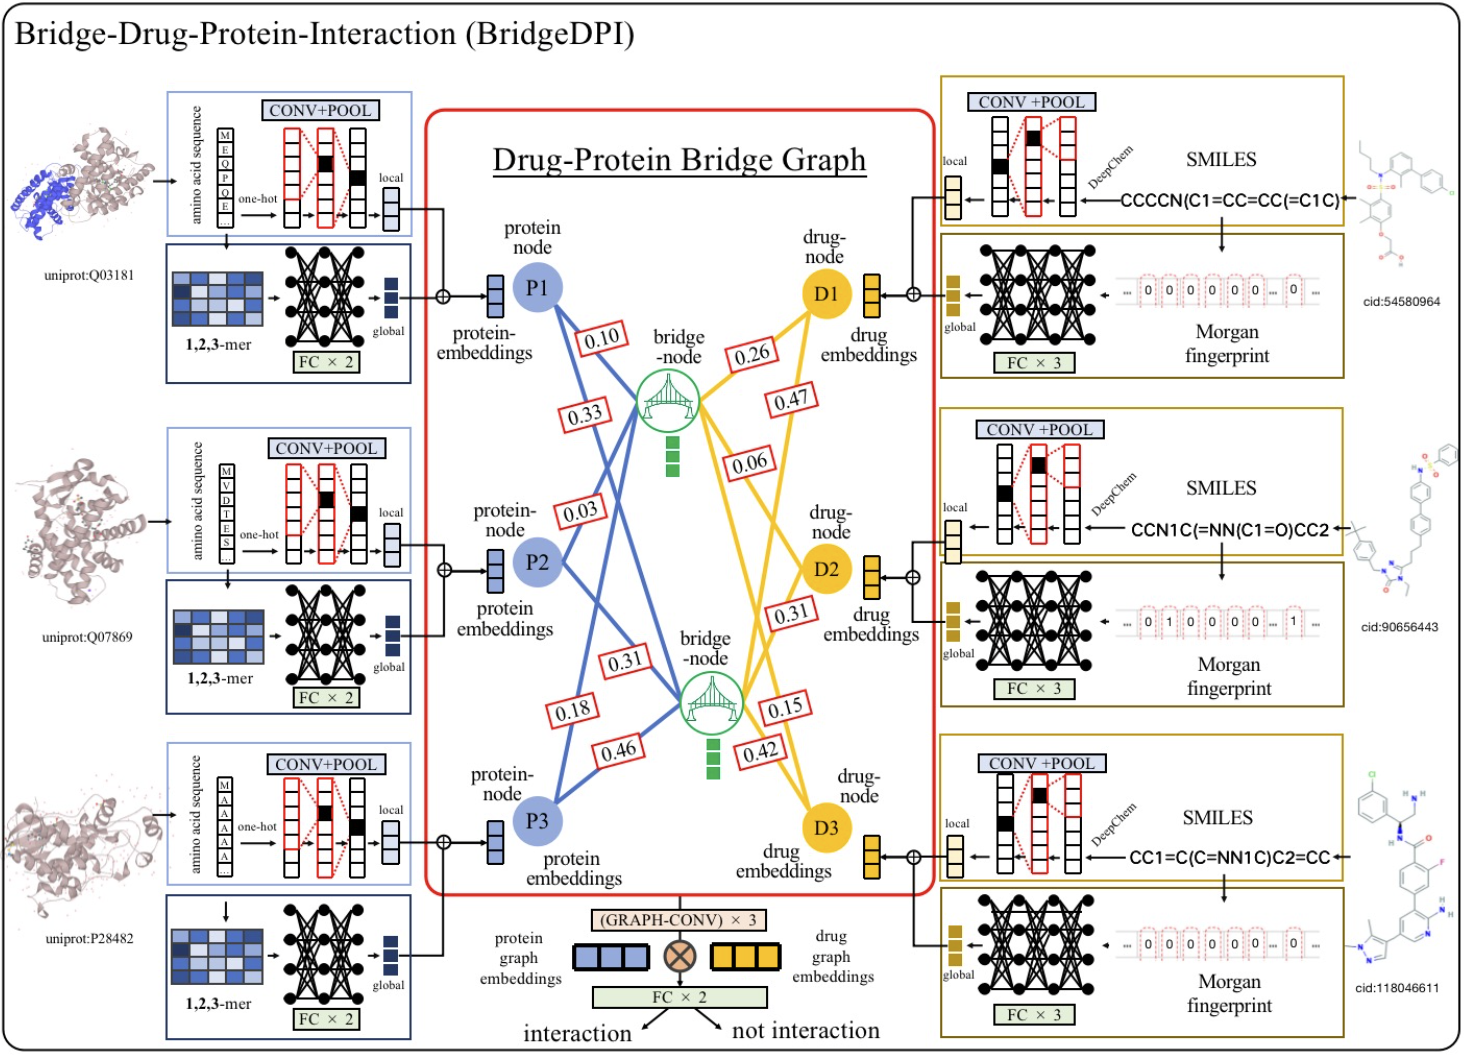 Bridge-Drug-Protein-Interaction (BridgeDPI)
uniprot:Q03181
amino acid sequence
M
E
Q
P
Q
E
...
one-hot
CONV+POOL
local
1,2,3-mer
FC × 2
global
uniprot:Q07869
amino acid sequence
M
V
D
T
E
S
...
one-hot
CONV+POOL
local
1,2,3-mer
FC × 2
global
uniprot:P28482
amino acid sequence
M
A
A
A
A
A
...
one-hot
CONV+POOL
local
1,2,3-mer
FC × 2
global
Drug-Protein Bridge Graph
protein
node
P1
protein-
embeddings
protein-
node
P2
protein
embeddings
protein-
node
P3
protein
embeddings
0.10
0.33
0.03
0.31
0.18
0.46
bridge
-node
bridge
-node
0.26
0.47
0.06
0.31
0.15
0.42
drug-
node
D1
drug
embeddings
drug-
node
D2
drug
embeddings
drug-
node
D3
drug
embeddings
(GRAPH-CONV) × 3
protein
graph
embeddings
drug
graph
embeddings
FC × 2
interaction
not interaction
CONV +POOL
local
DeepChem
SMILES
CCCCN(C1=CC=CC(=C1C)
global
FC × 3
... 0 0 0 0 0 0 ... 0 ...
Morgan
fingerprint
cid:54580964
CONV+POOL
local
DeepChem
SMILES
CCN1C(=NN(C1=O)CC2
global
FC × 3
... 0 1 0 0 0 0 ... 1 ...
Morgan
fingerprint
cid:90656443
CONV +POOL
local
DeepChem
SMILES
CC1=C(C=NN1C)C2=CC
global
FC × 3
... 0 0 0 0 0 0 ... 0 ...
Morgan
fingerprint
cid:118046611